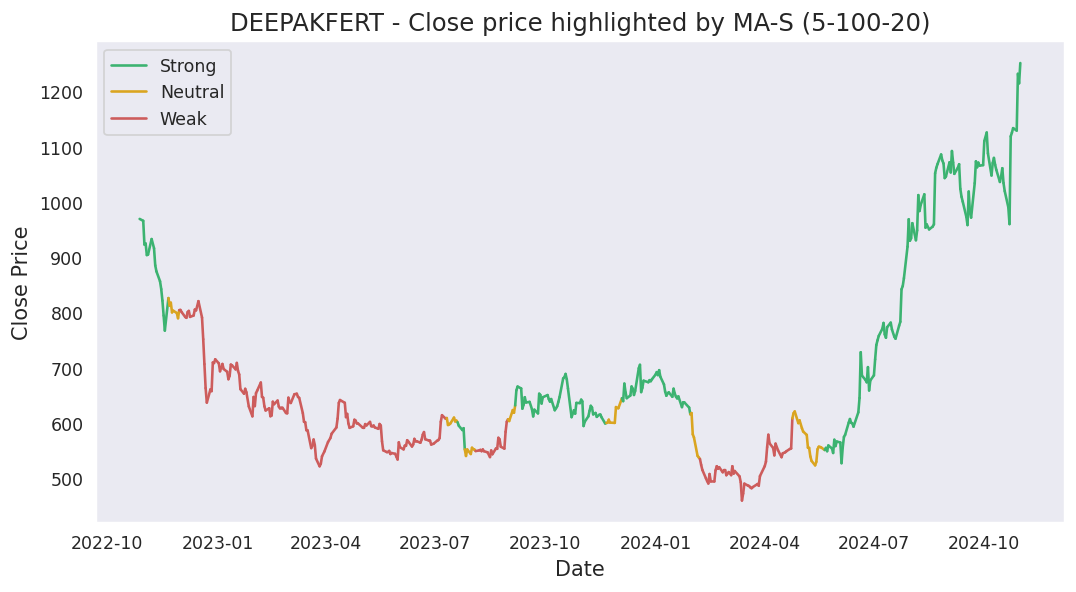 DEEPAKFERT - Close price highlighted by MA-S (5-100-20)
Strong
Neutral
Weak
Close Price
1200
1100
1000
900
800
700
600
500
2022-10 2023-01 2023-04 2023-07 2023-10 2024-01 2024-04 2024-07 2024-10
Date